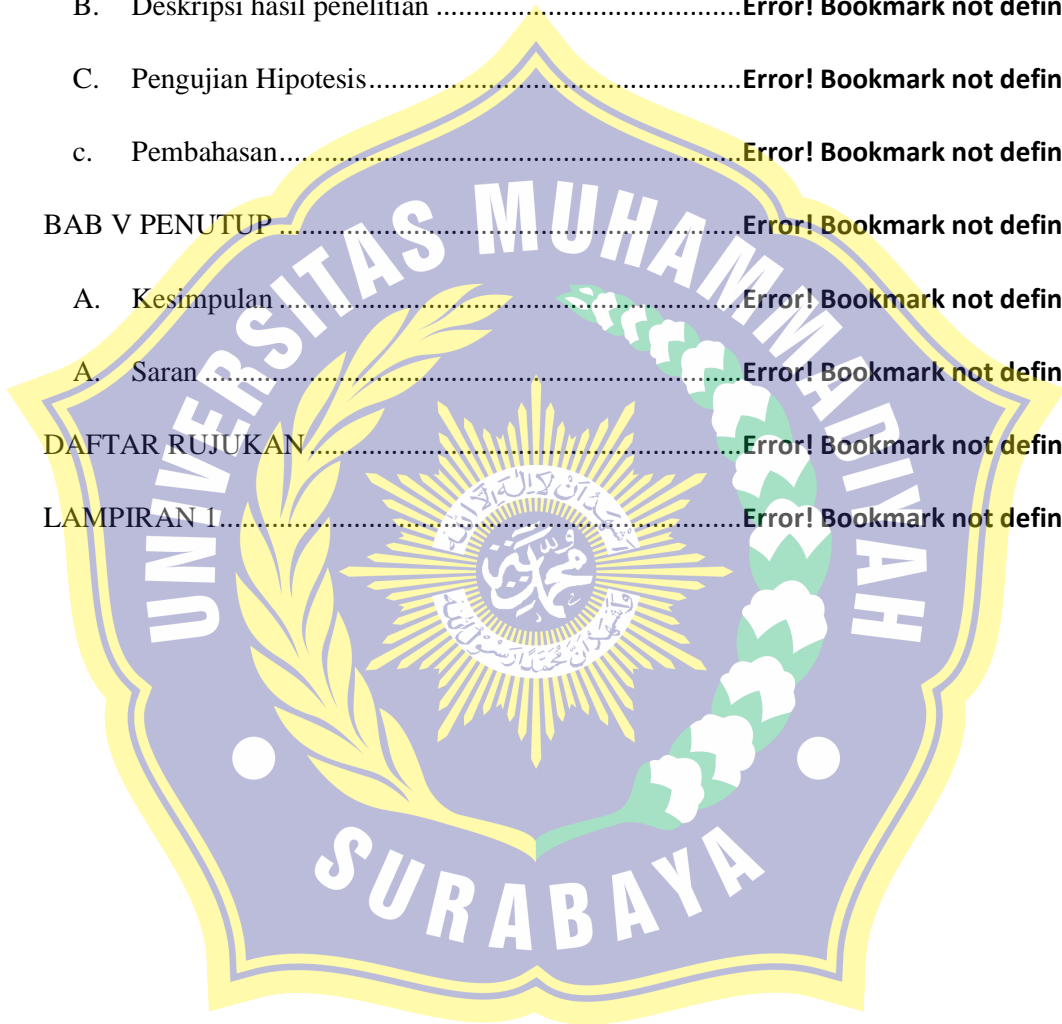 B. Deskripsi hasil penelitian ........................................Error! Bookmark not defin
C. Pengujian Hipotesis........................................Error! Bookmark not defin
c. Pembahasan........................................Error! Bookmark not defin
BAB V PENUTUP ........................................Error! Bookmark not defin
A. Kesimpulan ........................................Error! Bookmark not defin
A. Saran ........................................Error! Bookmark not defin
DAFTAR RUJUKAN........................................Error! Bookmark not defin
LAMPIRAN 1........................................Error! Bookmark not defin
UNIVERSITAS MUHAMMADIYAH
SURABAYA